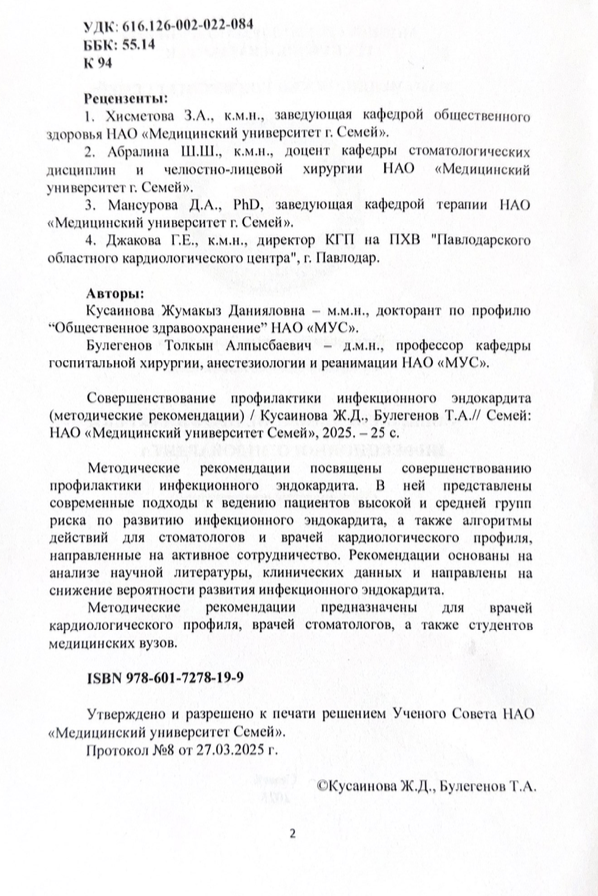 УДК: 616.126-002-022-084
ББК: 55.14
К 94
Рецензенты:
1. Хисметова З.А., к.м.н., заведующая кафедрой общественного
здоровья НАО «Медицинский университет г. Семей».
2. Абралина Ш.Ш., к.м.н., доцент кафедры стоматологических
дисциплин и челюстно-лицевой хирургии НАО «Медицинский
университет г. Семей».
3. Мансурова Д.А., PhD, заведующая кафедрой терапии НАО
«Медицинский университет г. Семей».
4. Джакова Г.Е., к.м.н., директор КГП на ПХВ "Павлодарского
областного кардиологического центра", г. Павлодар.
Авторы:
Кусаинова Жумакыз Данияловна – м.м.н., докторант по профилю
“Общественное здравоохранение” НАО «МУС».
Булегенов Толкын Алпысбаевич – д.м.н., профессор кафедры
госпитальной хирургии, анестезиологии и реанимации НАО «МУС».
Совершенствование профилактики инфекционного эндокардита
(методические рекомендации) / Кусаинова Ж.Д., Булегенов Т.А.// Семей:
НАО «Медицинский университет Семей», 2025. – 25 с.
Методические рекомендации посвящены совершенствованию
профилактики инфекционного эндокардита. В ней представлены
современные подходы к ведению пациентов высокой и средней групп
риска по развитию инфекционного эндокардита, а также алгоритмы
действий для стоматологов и врачей кардиологического профиля,
направленные на активное сотрудничество. Рекомендации основаны на
анализе научной литературы, клинических данных и направлены на
снижение вероятности развития инфекционного эндокардита.
Методические рекомендации предназначены для врачей
кардиологического профиля, врачей стоматологов, а также студентов
медицинских вузов.
ISBN 978-601-7278-19-9
Утверждено и разрешено к печати решением Ученого Совета НАО
«Медицинский университет Семей».
Протокол №8 от 27.03.2025 г.
©Кусаинова Ж.Д., Булегенов Т.А.
2